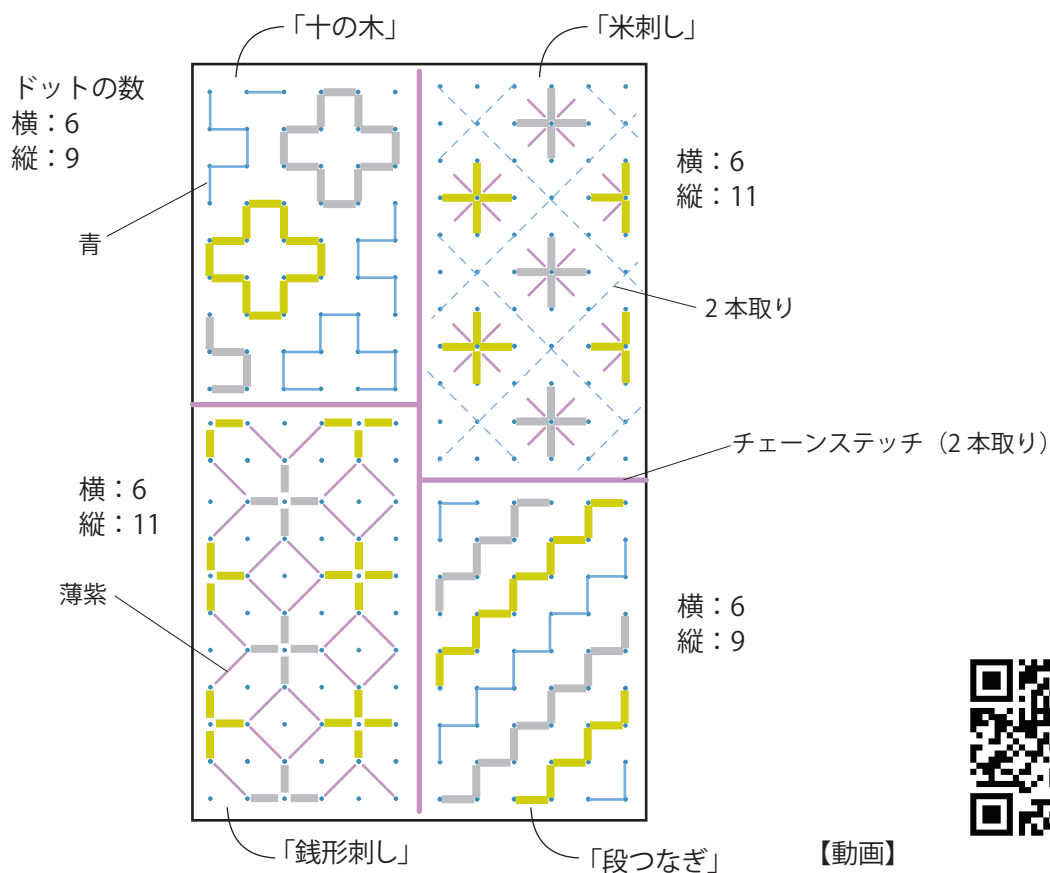 「十の木」
「米刺し」
ドットの数
横：6
縦：9
青
横：6
縦：11
2 本取り
チェーンステッチ（2 本取り）
横：6
縦：11
薄紫
横：6
縦：9
「銭形刺し」
「段つなぎ」
【動画】